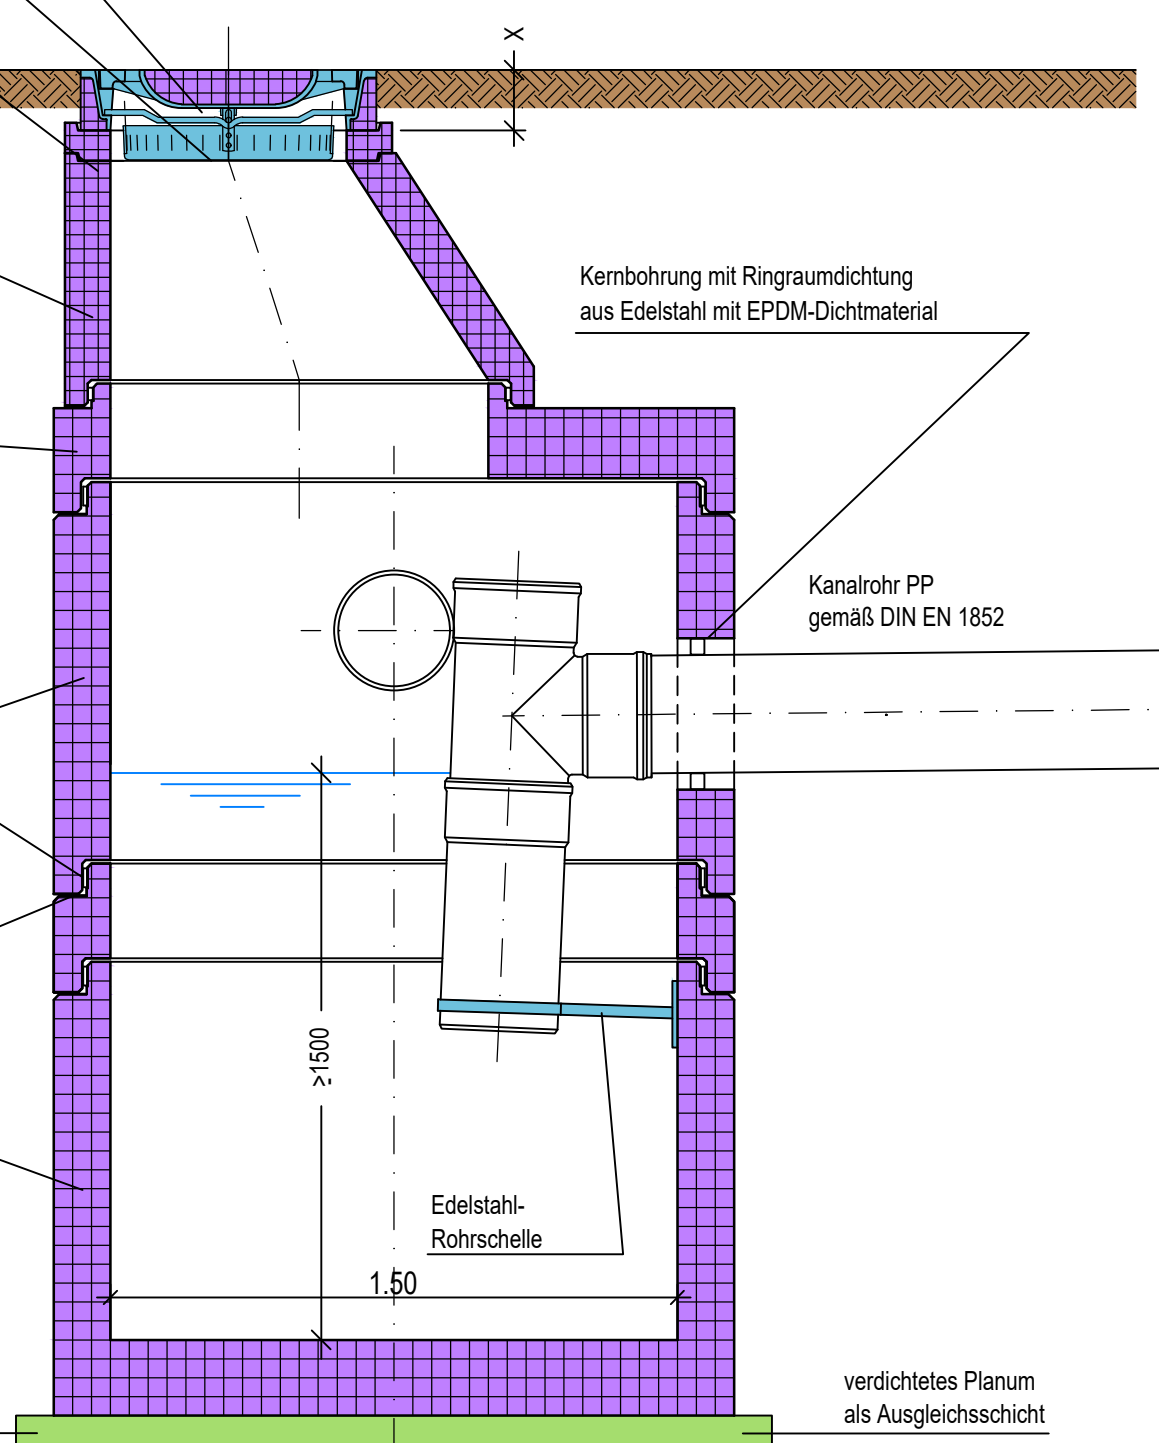 X
Kernbohrung mit Ringraumdichtung
aus Edelstahl mit EPDM-Dichtmaterial
Kanalrohr PP
gemäß DIN EN 1852
≥1500
Edelstahl-
Rohrschelle
1.50
verdichtetes Planum
als Ausgleichsschicht